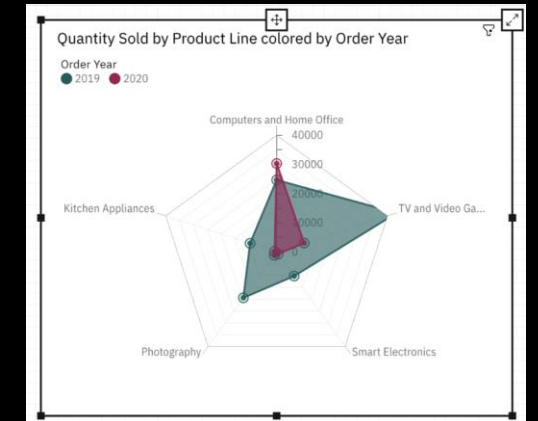 Quantity Sold by Product Line colored by Order Year
Order Year
2019 2020
Computers and Home Office
40000
30000
20000
10000
0
Kitchen Appliances
TV and Video Ga...
Photography
Smart Electronics